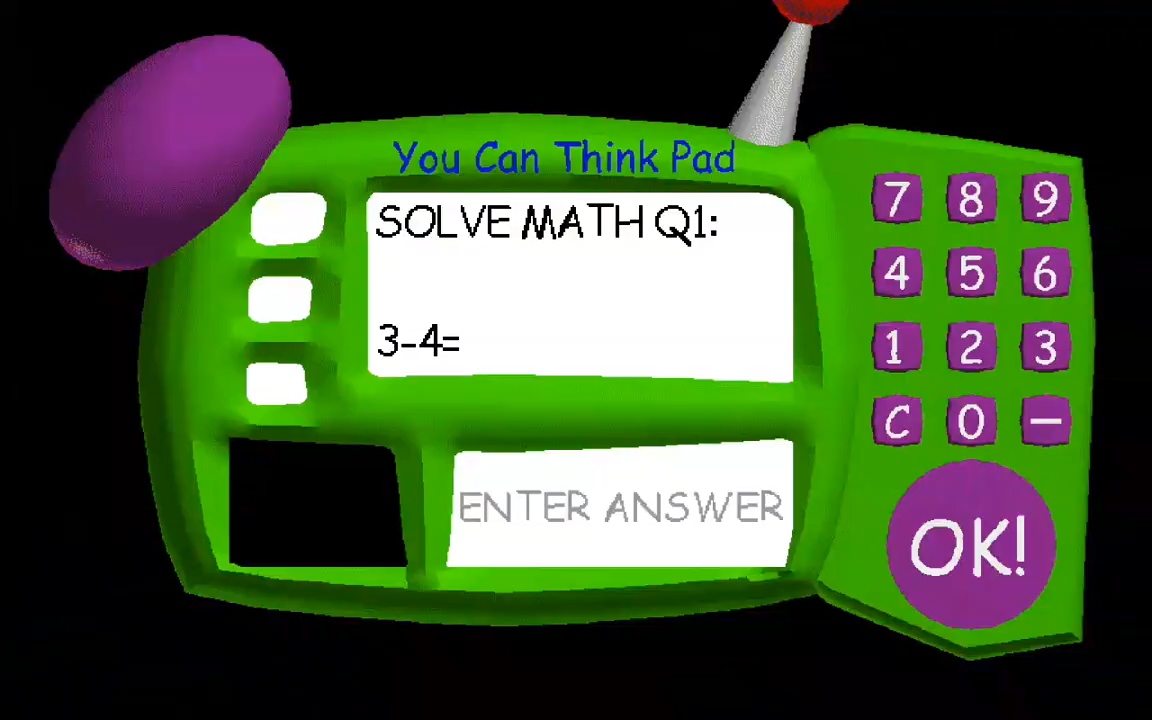 You Can Think Pad
SOLVE MATH Q1:
3-4=
ENTER ANSWER
7 8 9
4 5 6
1 2 3
C 0 −
OK!